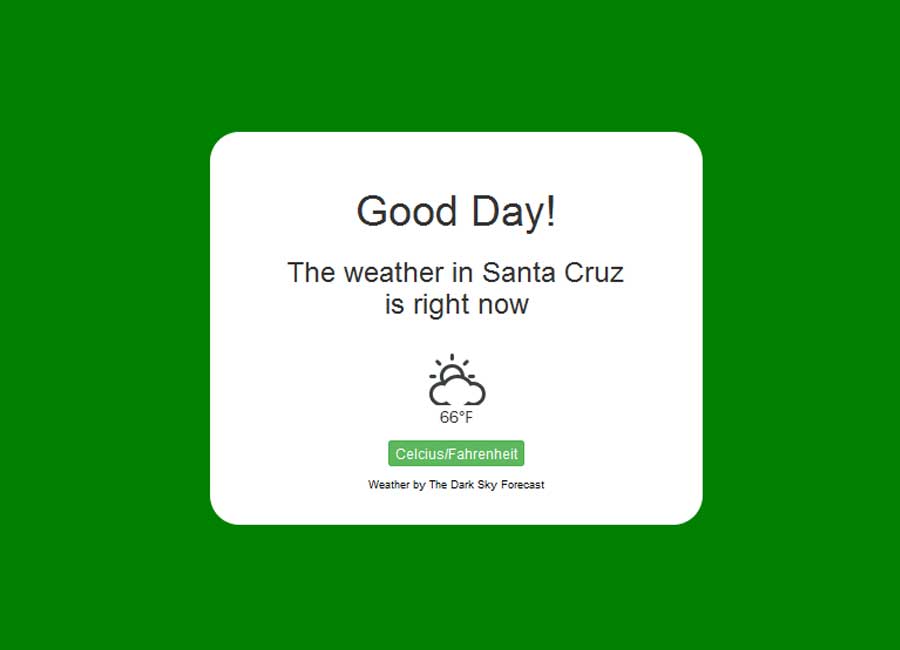 Good Day!
The weather in Santa Cruz
is right now
66°F
Celcius/Fahrenheit
Weather by The Dark Sky Forecast